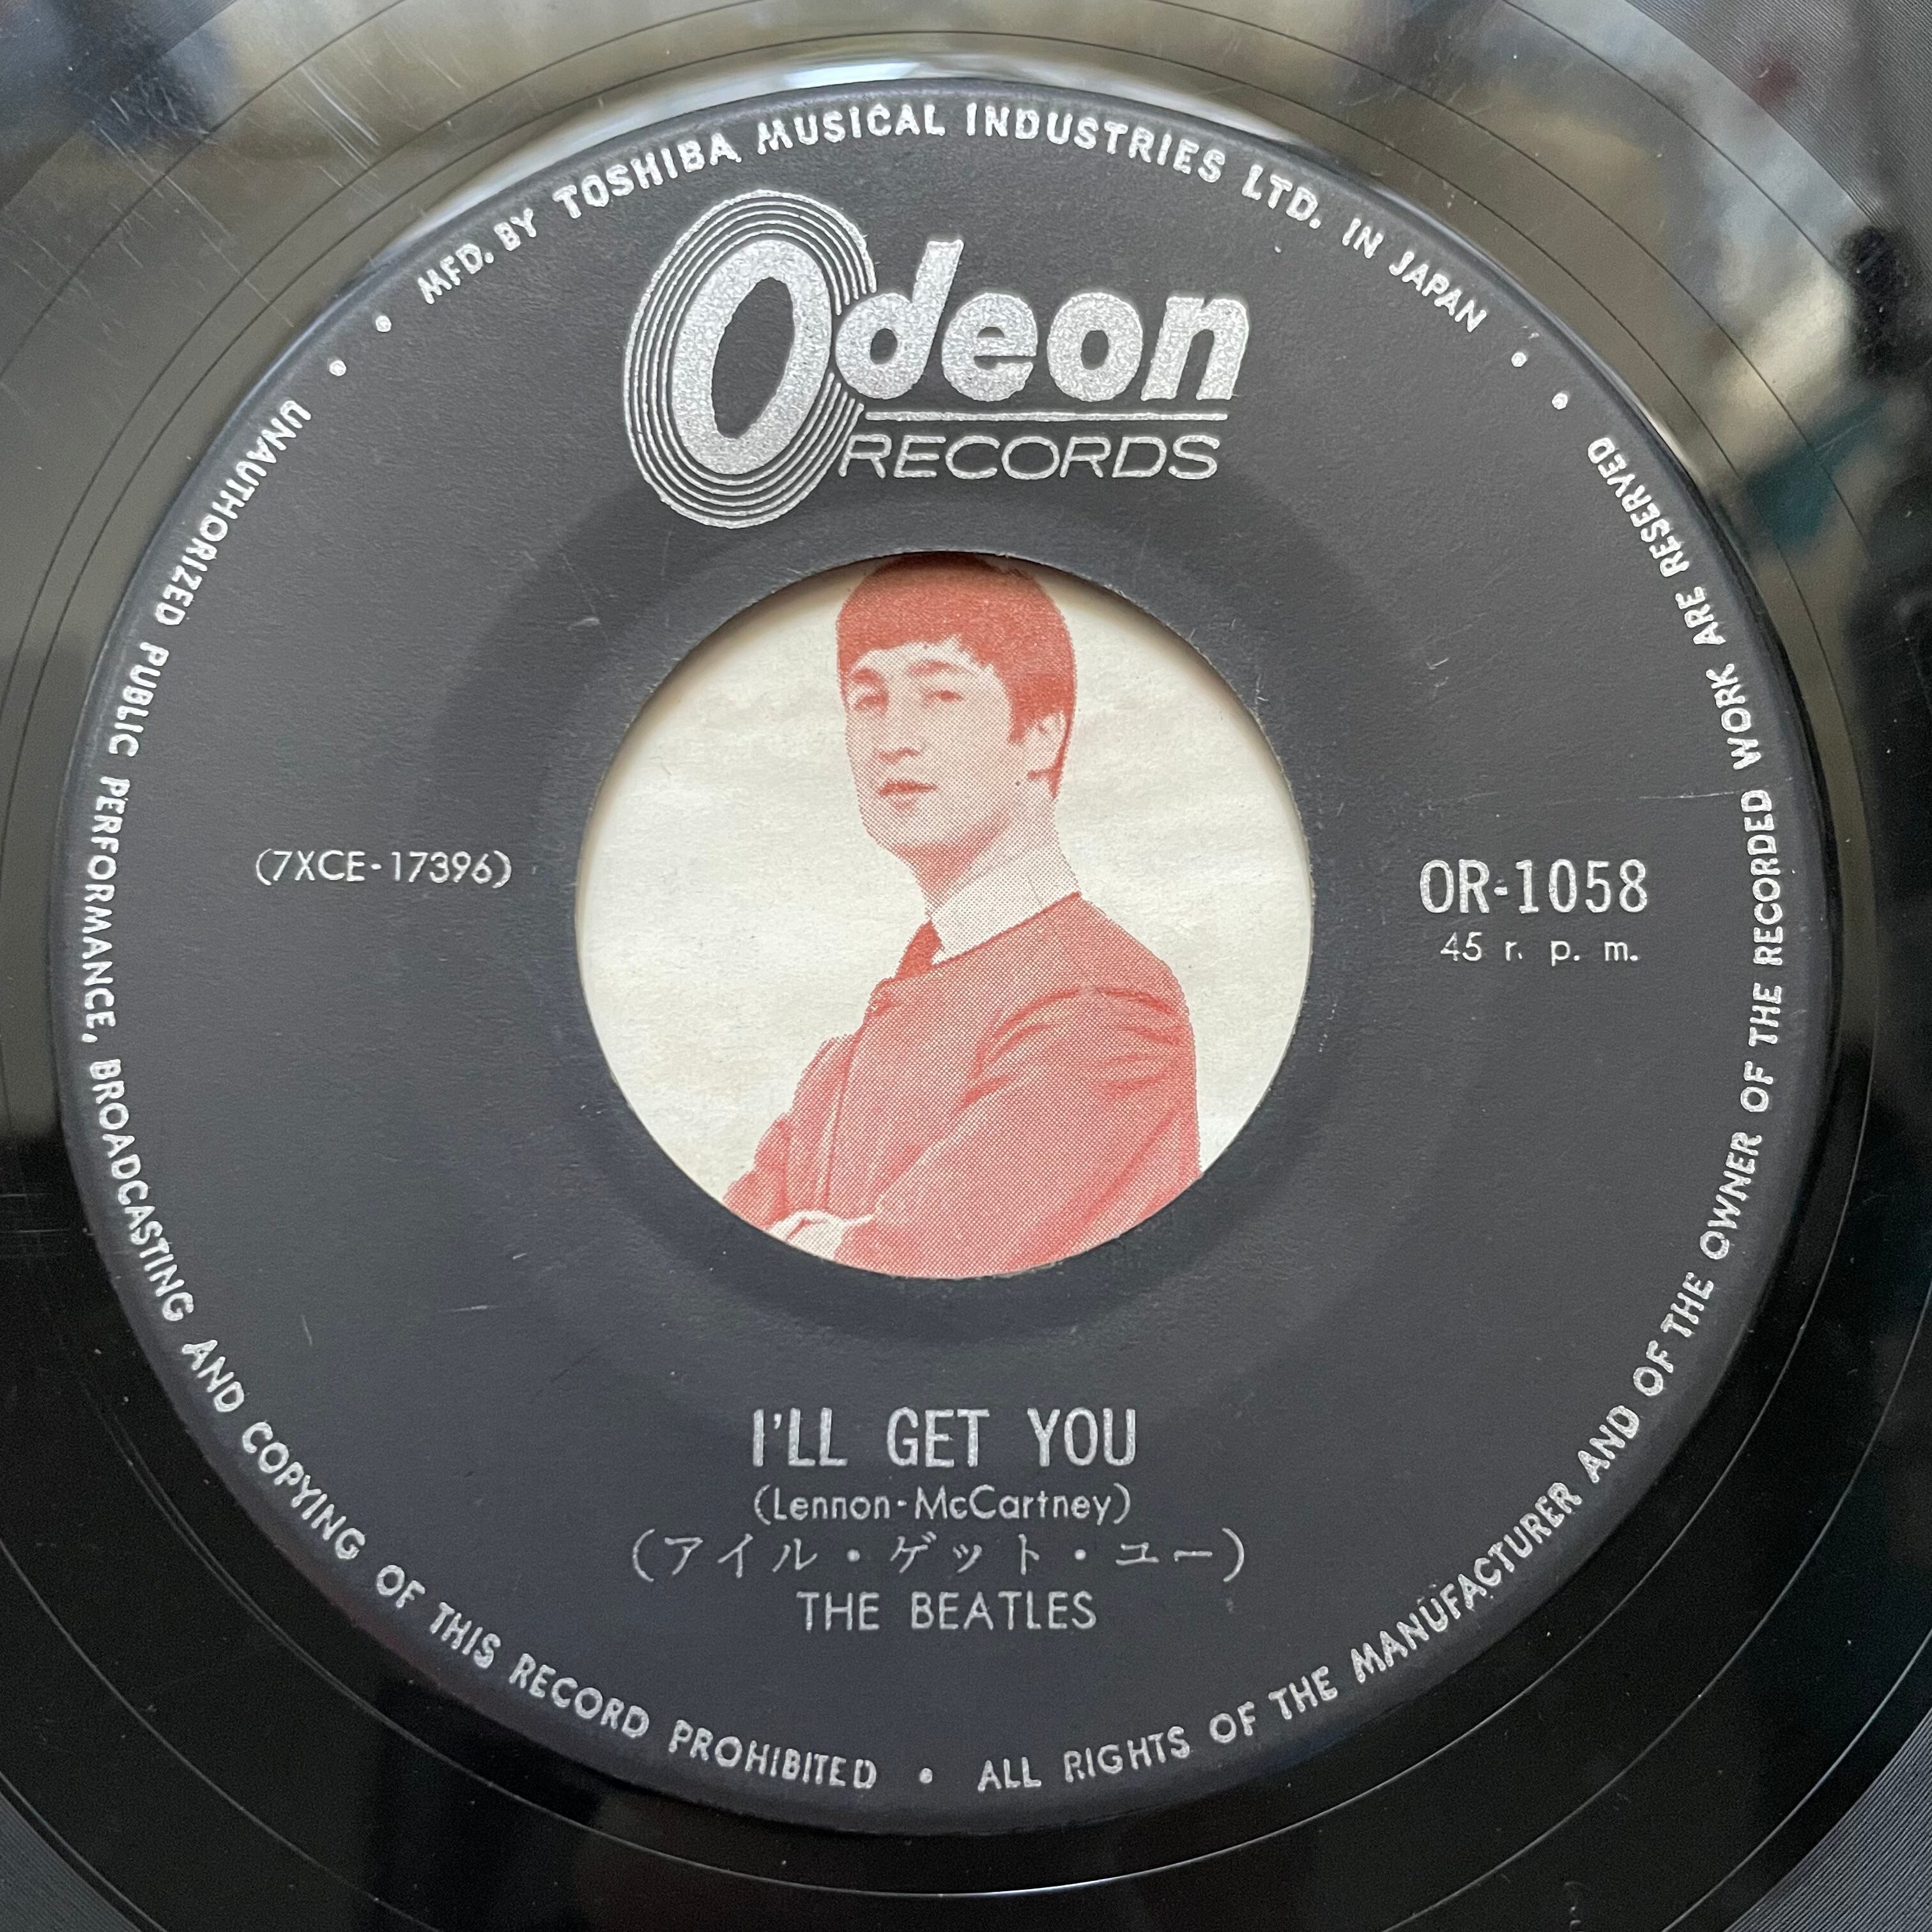 MFD. BY TOSHIBA MUSICAL INDUSTRIES LTD. IN JAPAN
Odeon
RECORDS
(7XCE-17396)
OR-1058
45 r. p. m.
I'LL GET YOU
(Lennon-McCartney)
(アイル・ゲット・ユー)
THE BEATLES
UNAUTHORIZED PUBLIC PERFORMANCE, BROADCASTING AND COPYING OF THIS RECORD PROHIBITED • ALL RIGHTS OF THE MANUFACTURER AND OF THE OWNER OF THE RECORDED WORK ARE RESERVED